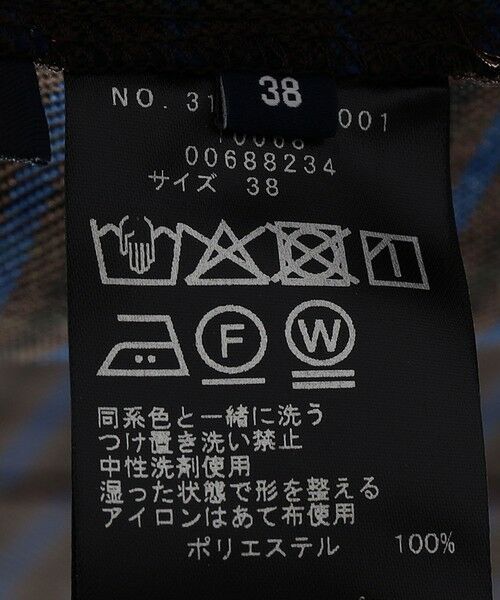 38
NO. 31 001
00688234
サイズ 38
F W
同系色と一緒に洗う
つけ置き洗い禁止
中性洗剤使用
湿った状態で形を整える
アイロンはあて布使用
ポリエステル 100%